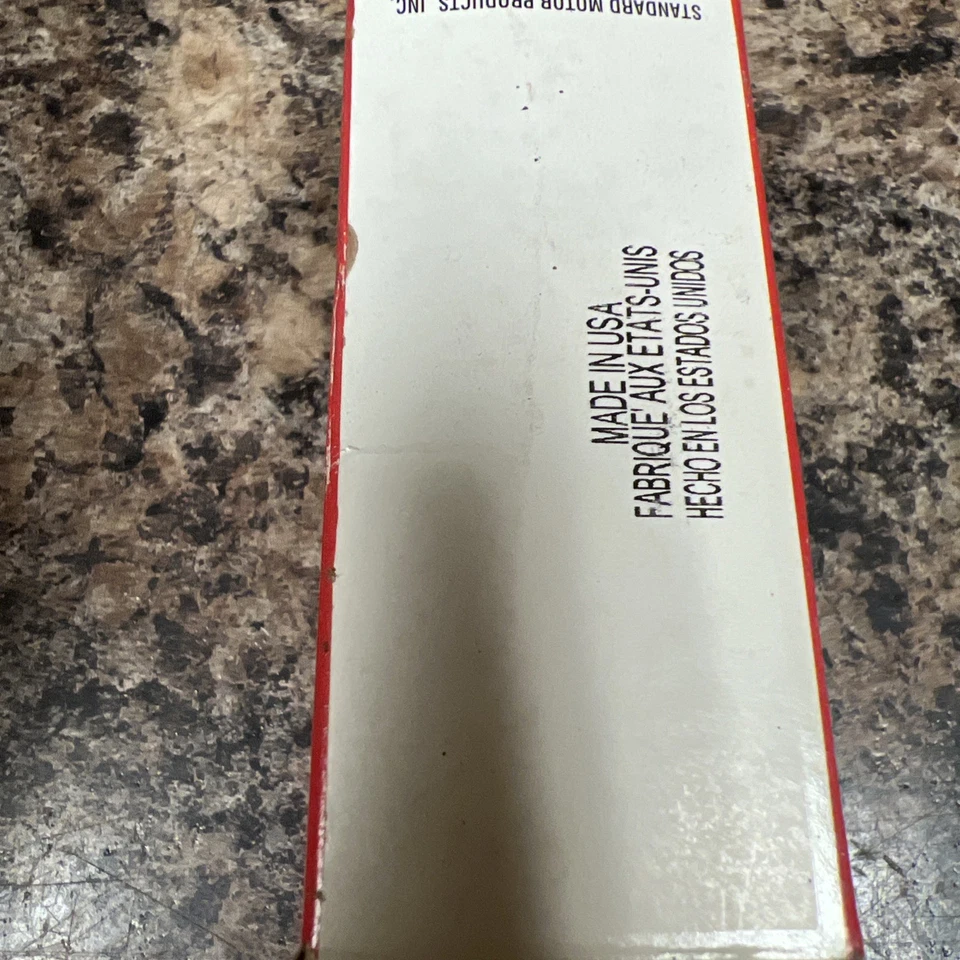 STANDARD MOTOR PRODUCTS, INC.
MADE IN USA
FABRIQUE' AUX ETATS-UNIS
HECHO EN LOS ESTADOS UNIDOS